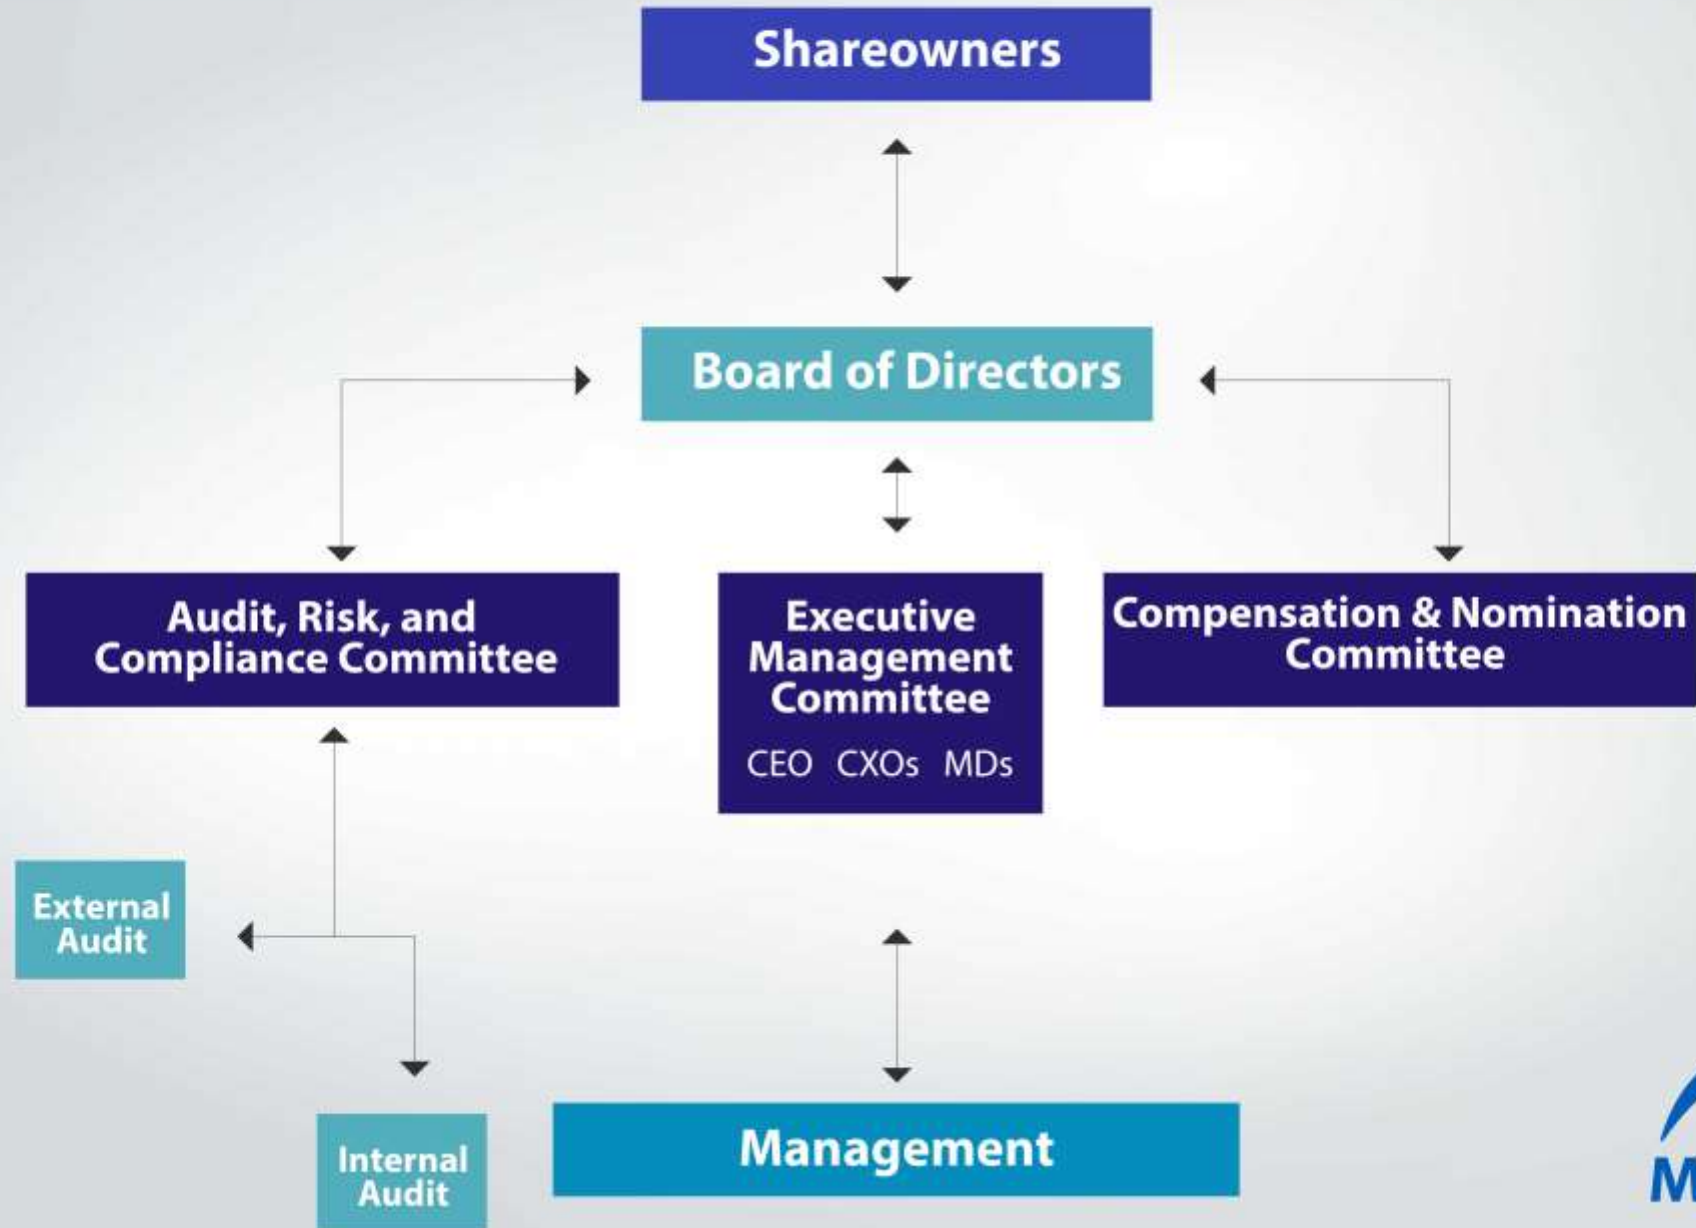 Shareowners
Board of Directors
Audit, Risk, and
Compliance Committee
Executive
Management
Committee
CEO CXOs MDs
Compensation & Nomination
Committee
External
Audit
Internal
Audit
Management